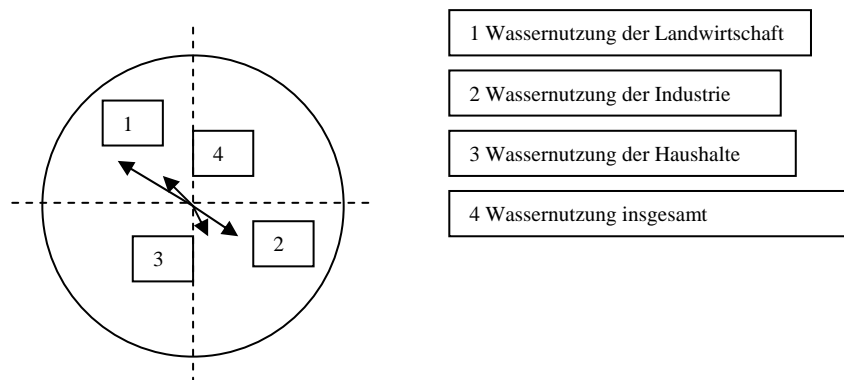 1
4
3
2
1 Wassernutzung der Landwirtschaft
2 Wassernutzung der Industrie
3 Wassernutzung der Haushalte
4 Wassernutzung insgesamt